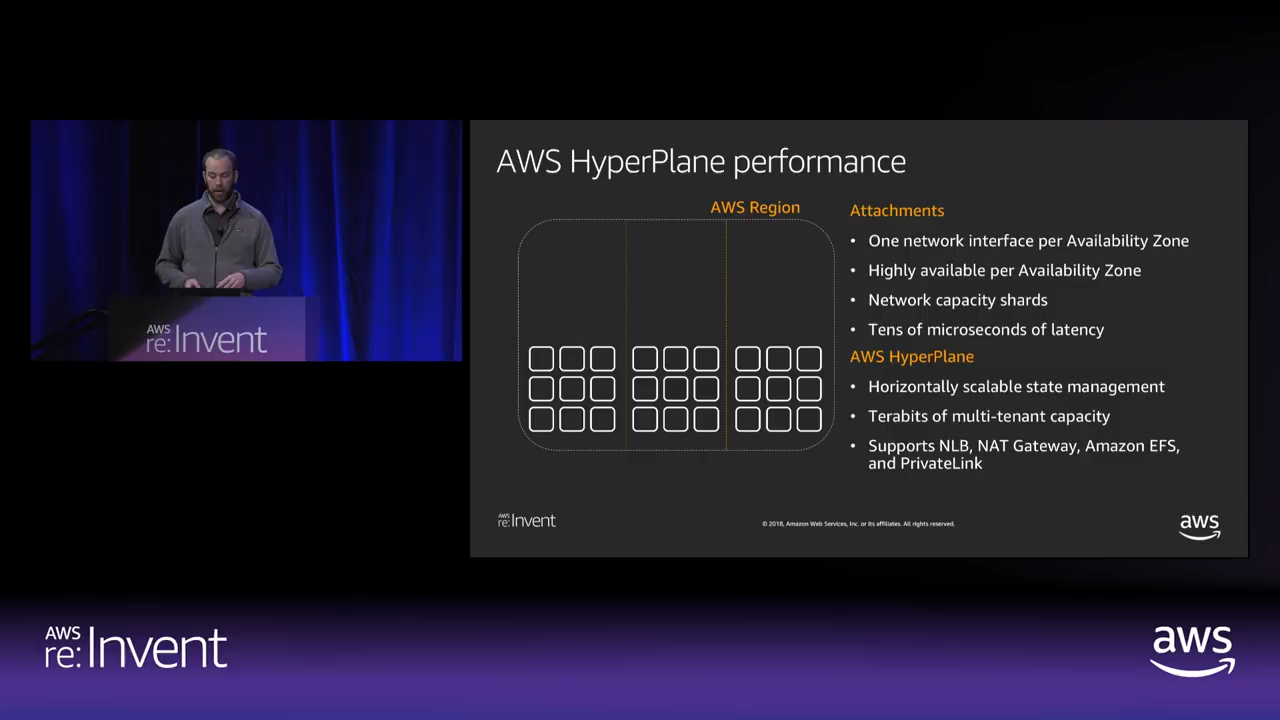 AWS HyperPlane performance
AWS Region
Attachments
• One network interface per Availability Zone
• Highly available per Availability Zone
• Network capacity shards
• Tens of microseconds of latency
AWS HyperPlane
• Horizontally scalable state management
• Terabits of multi-tenant capacity
• Supports NLB, NAT Gateway, Amazon EFS,
and PrivateLink
AWS
re:Invent
AWS
re:Invent
© 2018, Amazon Web Services, Inc. or its affiliates. All rights reserved.
aws
AWS
re:Invent
aws